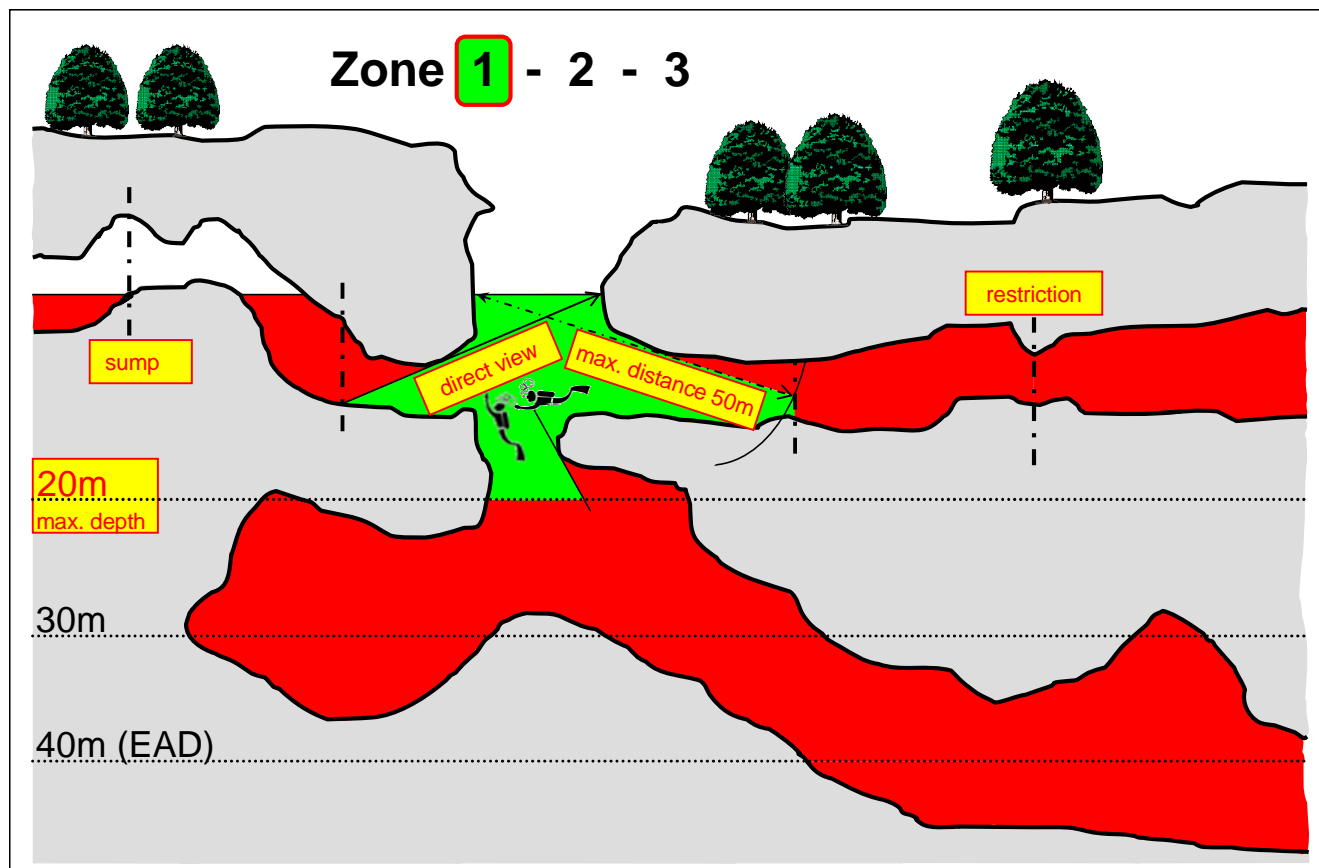 Zone 1 - 2 - 3
restriction
sump
direct view
max. distance 50m
20m
max. depth
30m
40m (EAD)